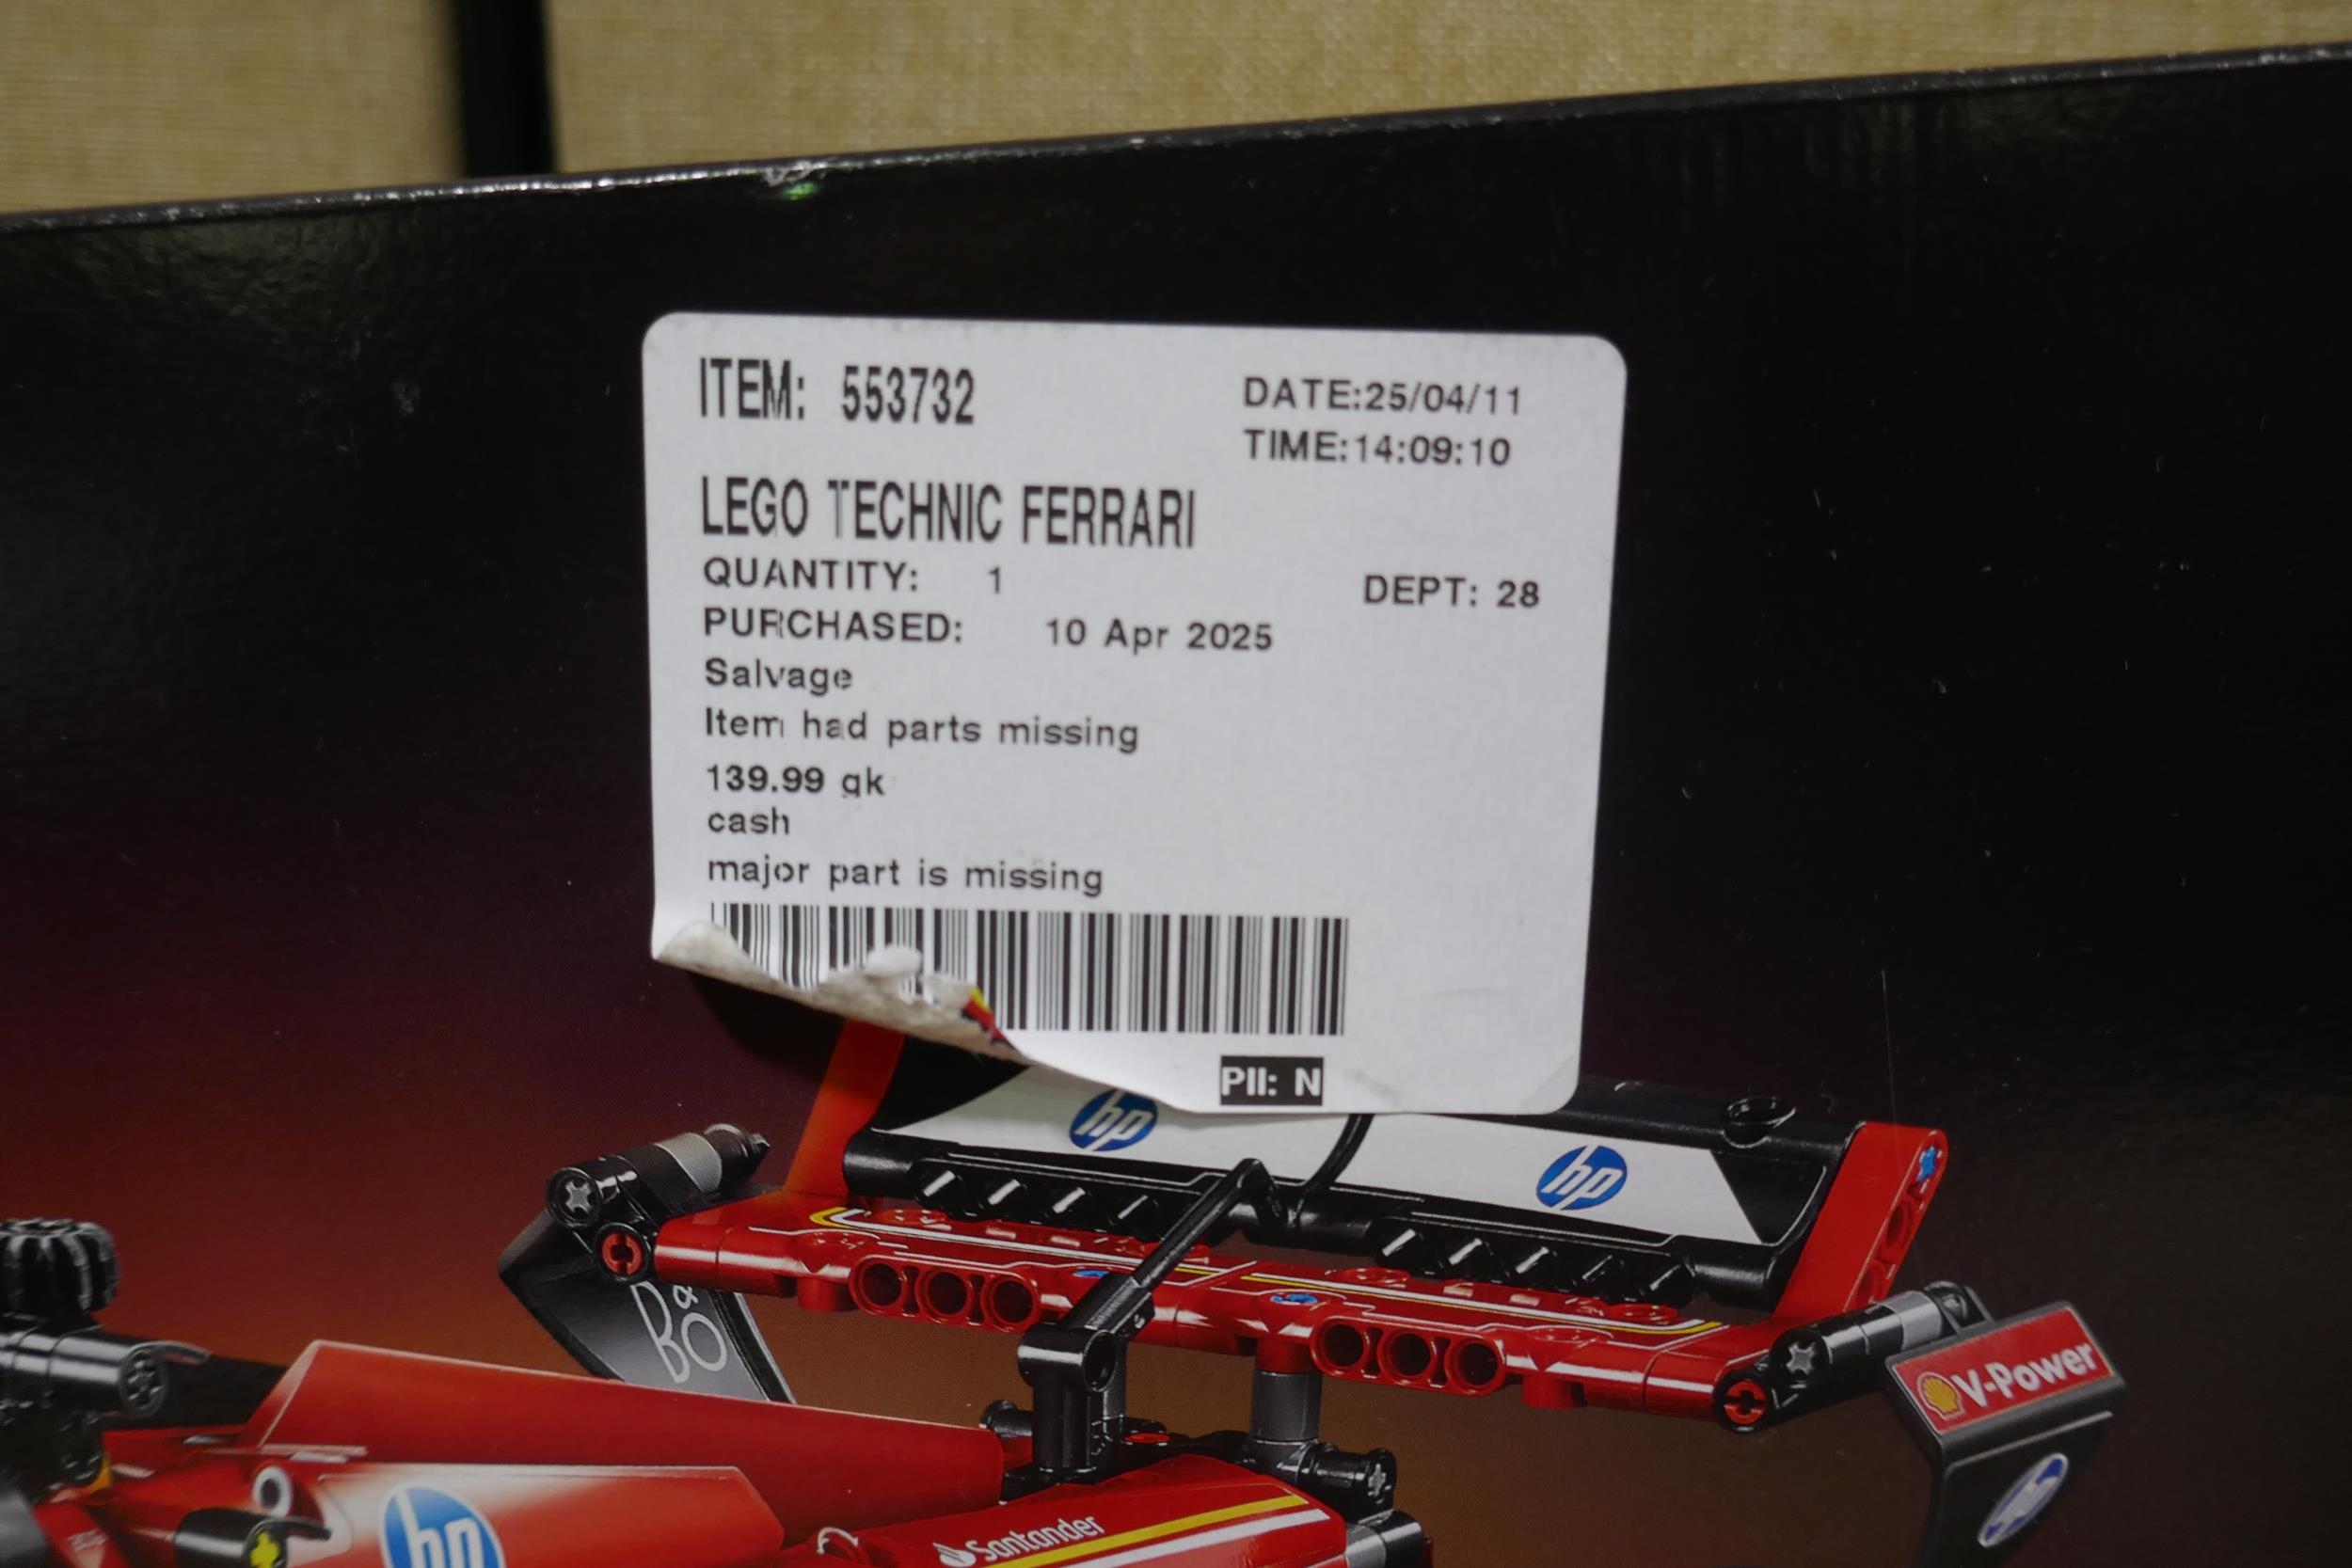 ITEM: 553732
DATE:25/04/11
TIME:14:09:10
LEGO TECHNIC FERRARI
QUANTITY: 1
DEPT: 28
PURCHASED: 10 Apr 2025
Salvage
Item had parts missing
139.99 gk
cash
major part is missing
PII: N
hp
hp
B&O
V-Power
hp
hp
Santander